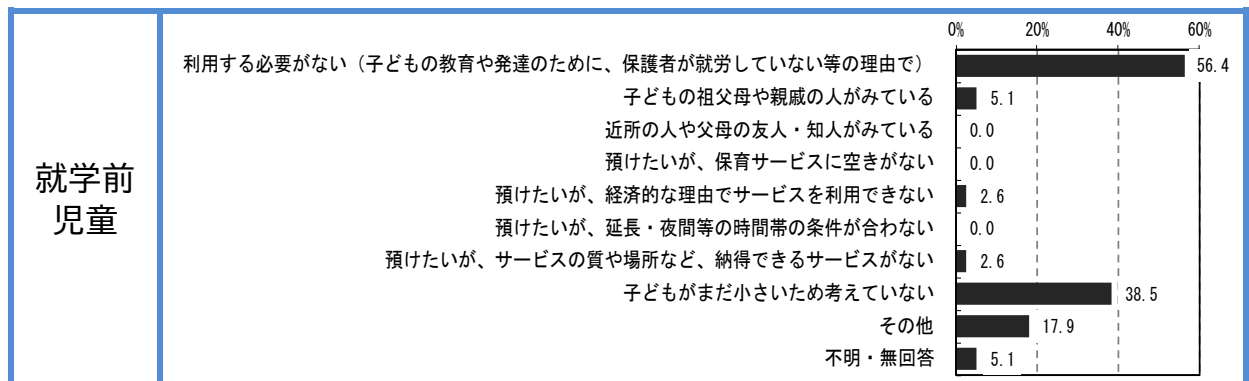 0% 20% 40% 60%
就学前
児童
利用する必要がない（子どもの教育や発達のために、保護者が就労していない等の理由で） 56.4
子どもの祖父母や親戚の人がみている 5.1
近所の人や父母の友人・知人がみている 0.0
預けたいが、保育サービスに空きがない 0.0
預けたいが、経済的な理由でサービスを利用できない 2.6
預けたいが、延長・夜間等の時間帯の条件が合わない 0.0
預けたいが、サービスの質や場所など、納得できるサービスがない 2.6
子どもがまだ小さいため考えていない 38.5
その他 17.9
不明・無回答 5.1